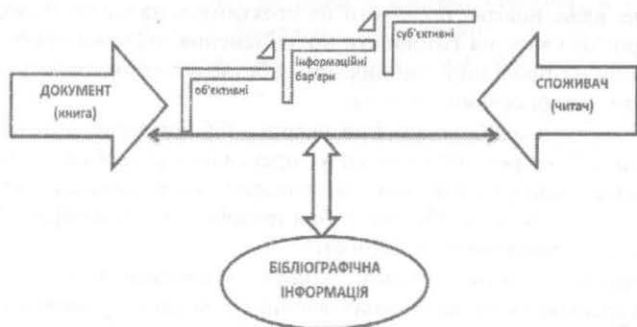 суб'єктивні
інформаційні
бар'єри
об'єктивні
ДОКУМЕНТ
(книга)
СПОЖИВАЧ
(читач)
БІБЛІОГРАФІЧНА
ІНФОРМАЦІЯ